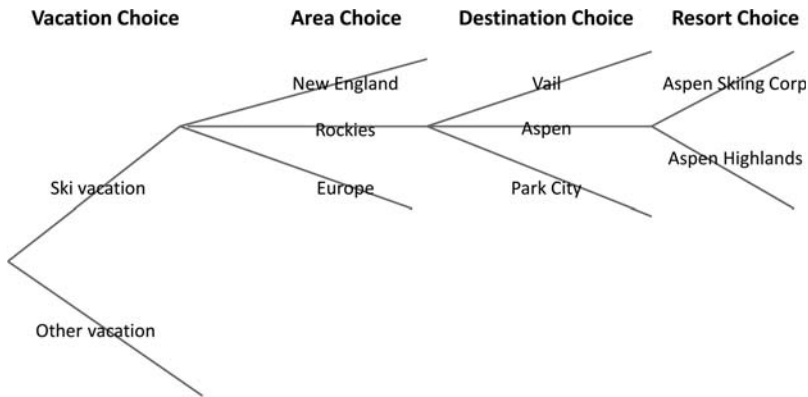 Vacation Choice
Area Choice
Destination Choice
Resort Choice
New England
Vail
Aspen Skiing Corp
Rockies
Aspen
Aspen Highlands
Ski vacation
Europe
Park City
Other vacation